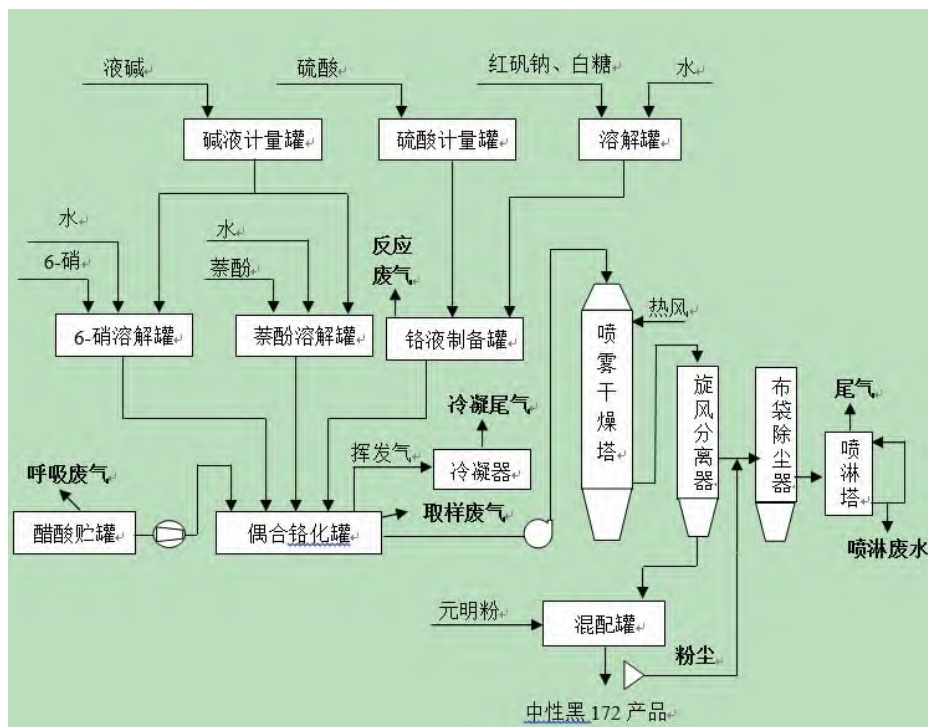 液碱
硫酸
红矾钠、白糖
水
碱液计量罐
硫酸计量罐
溶解罐
水
水
反应
废气
6-硝
萘酚
热风
6-硝溶解罐
萘酚溶解罐
铬液制备罐
喷雾干燥塔
旋风分离器
布袋除尘器
尾气
喷淋塔
冷凝尾气
挥发气
冷凝器
呼吸废气
取样废气
醋酸贮罐
偶合铬化罐
喷淋废水
元明粉
混配罐
粉尘
中性黑 172 产品